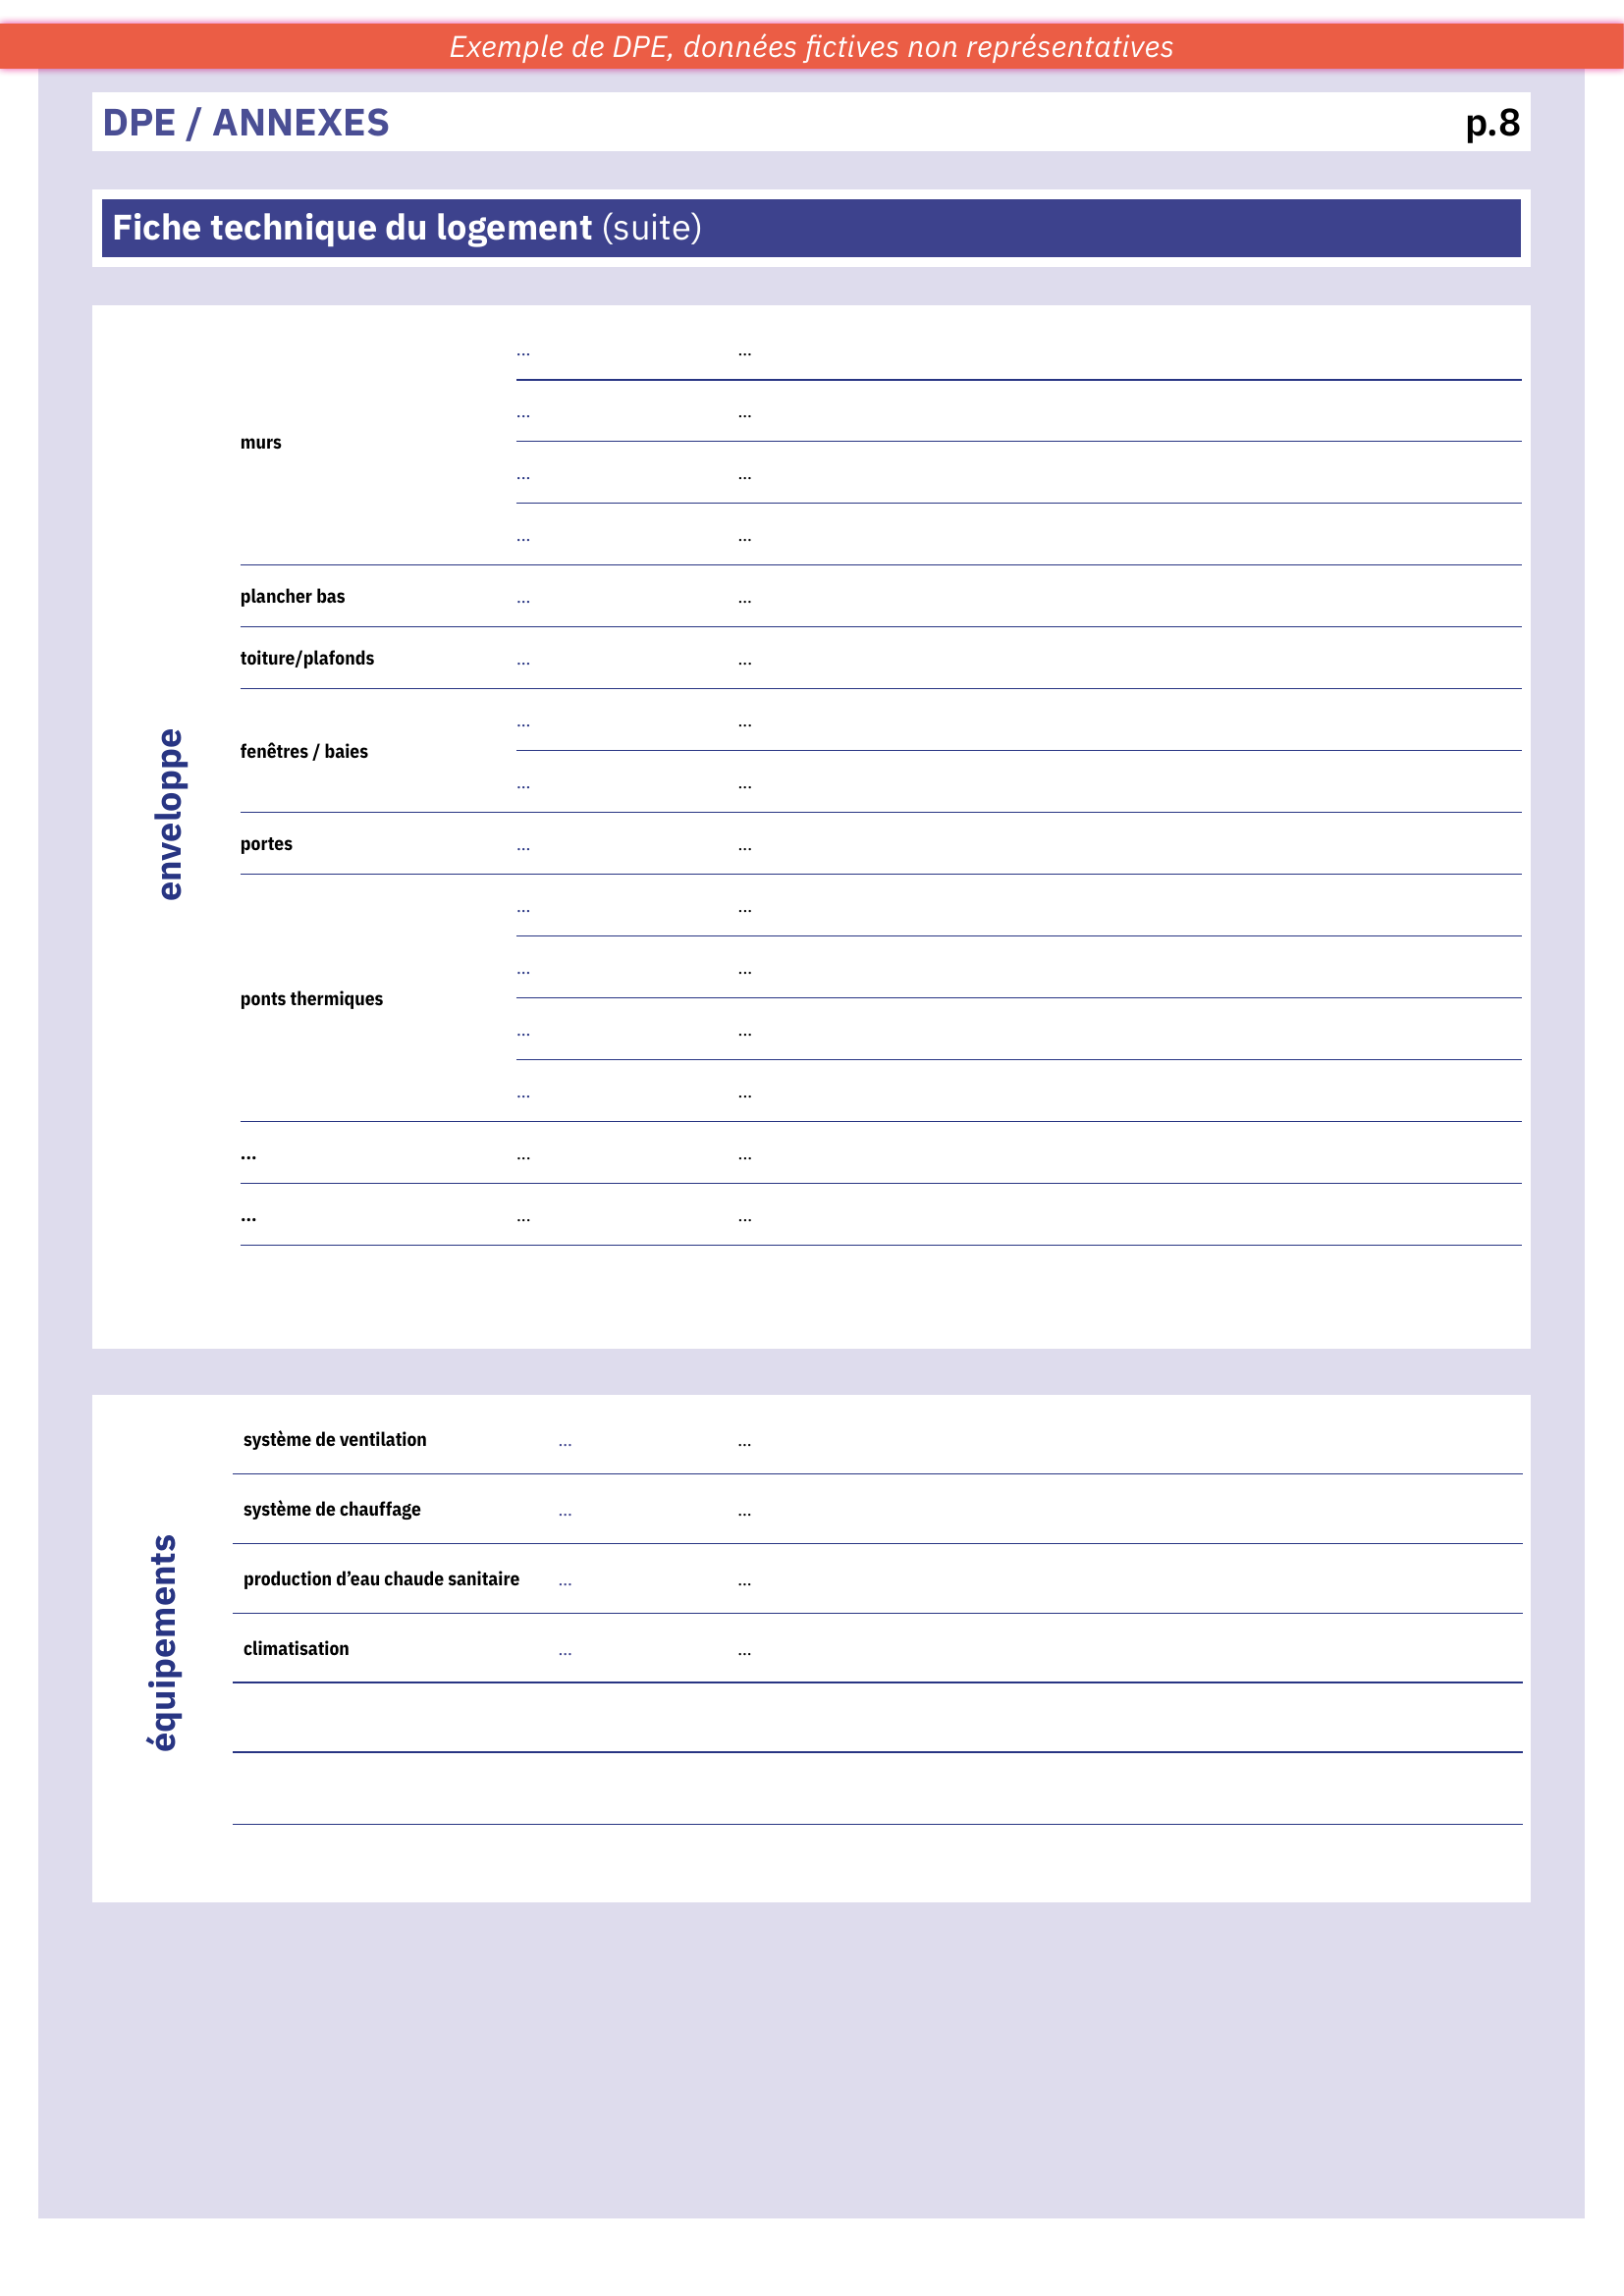 Exemple de DPE, données fictives non représentatives
DPE / ANNEXES p.8
Fiche technique du logement (suite)
enveloppe
... ...
... ...
murs
... ...
... ...
plancher bas ... ...
toiture/plafonds ... ...
... ...
fenêtres / baies
... ...
portes ... ...
... ...
... ...
ponts thermiques
... ...
... ...
... ... ...
... ... ...
équipements
système de ventilation ... ...
système de chauffage ... ...
production d’eau chaude sanitaire ... ...
climatisation ... ...